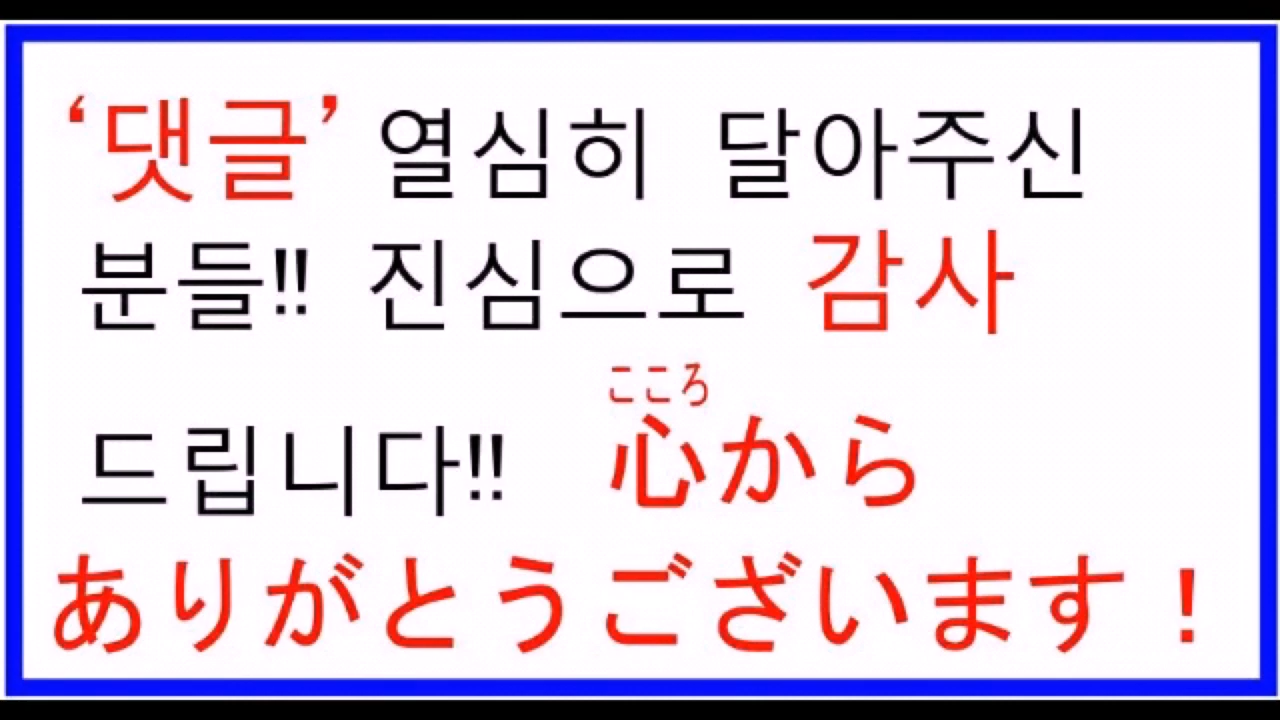 ‘댓글’ 열심히 달아주신
분들!! 진심으로 감사
こころ
드립니다!! 心から
ありがとうございます！